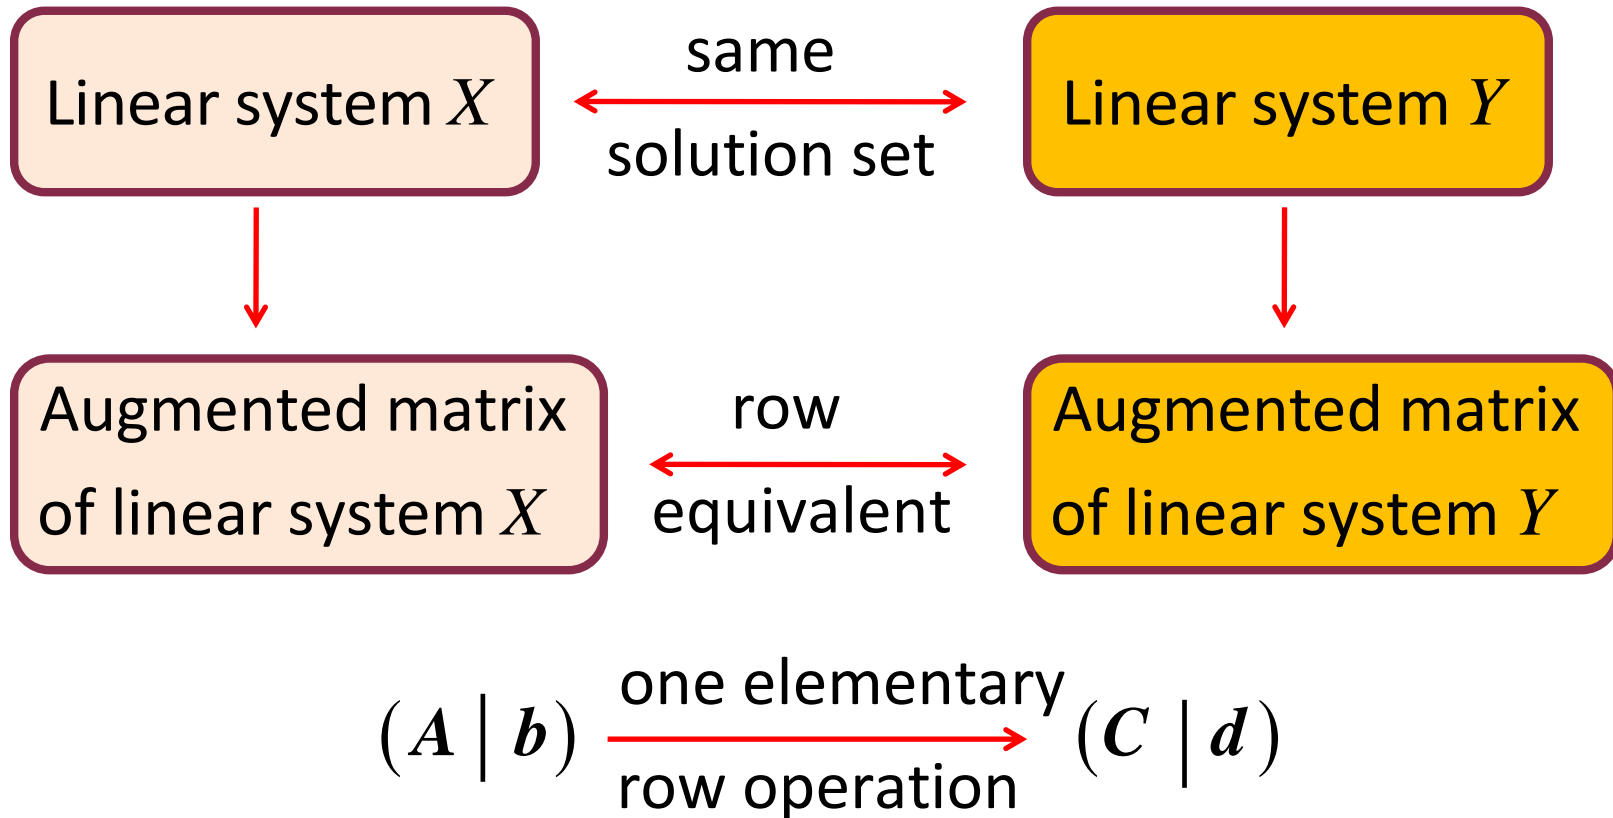 Linear system X
same
solution set
Linear system Y
Augmented matrix
of linear system X
row
equivalent
Augmented matrix
of linear system Y
(A | b)
one elementary
row operation
(C | d)